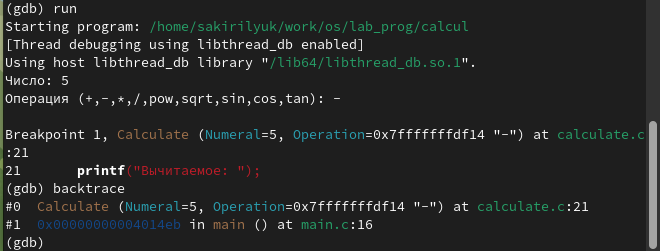 (gdb) run
Starting program: /home/sakirilyuk/work/os/lab_prog/calcul
[Thread debugging using libthread_db enabled]
Using host libthread_db library "/lib64/libthread_db.so.1".
Число: 5
Операция (+,-,*,/,pow,sqrt,sin,cos,tan): -

Breakpoint 1, Calculate (Numeral=5, Operation=0x7fffffffdf14 "-") at calculate.c
:21
21        printf("Вычитаемое: ");
(gdb) backtrace
#0  Calculate (Numeral=5, Operation=0x7fffffffdf14 "-") at calculate.c:21
#1  0x00000000004014eb in main () at main.c:16
(gdb)